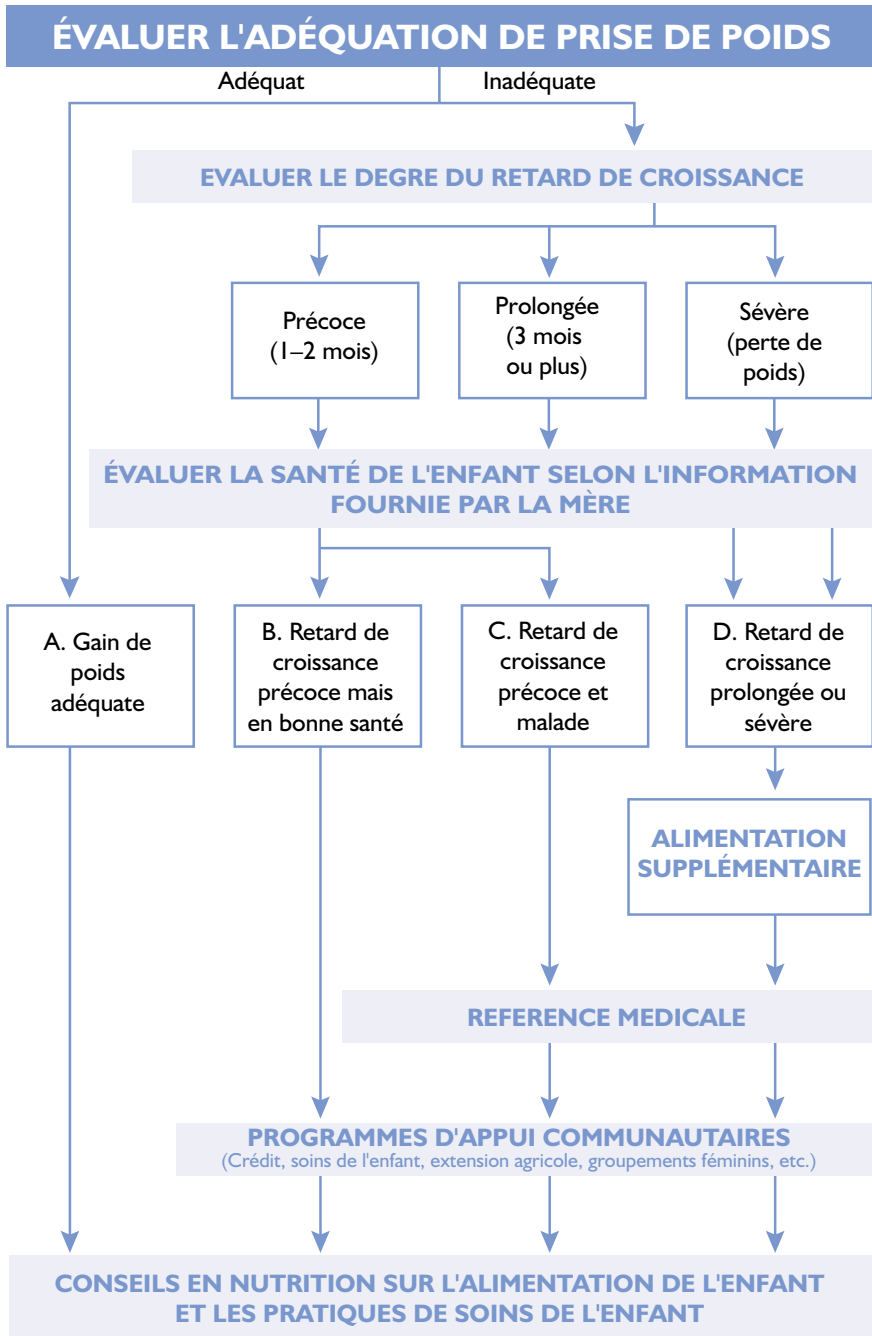 ÉVALUER L'ADÉQUATION DE PRISE DE POIDS
Adéquat
Inadéquate
EVALUER LE DEGRE DU RETARD DE CROISSANCE
Précoce
(1–2 mois)
Prolongée
(3 mois
ou plus)
Sévère
(perte de
poids)
ÉVALUER LA SANTÉ DE L'ENFANT SELON L'INFORMATION
FOURNIE PAR LA MÈRE
A. Gain de
poids
adéquate
B. Retard de
croissance
précoce mais
en bonne santé
C. Retard de
croissance
précoce et
malade
D. Retard de
croissance
prolongée ou
sévère
ALIMENTATION
SUPPLÉMENTAIRE
REFERENCE MEDICALE
PROGRAMMES D'APPUI COMMUNAUTAIRES
(Crédit, soins de l'enfant, extension agricole, groupements féminins, etc.)
CONSEILS EN NUTRITION SUR L'ALIMENTATION DE L'ENFANT
ET LES PRATIQUES DE SOINS DE L'ENFANT